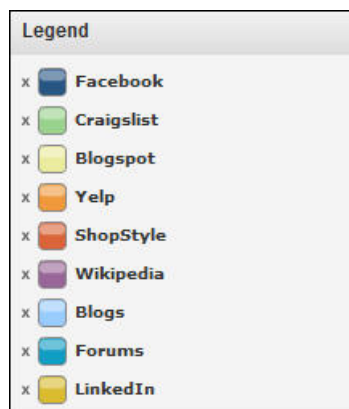 Legend
x Facebook
x Craigslist
x Blogspot
x Yelp
x ShopStyle
x Wikipedia
x Blogs
x Forums
x LinkedIn